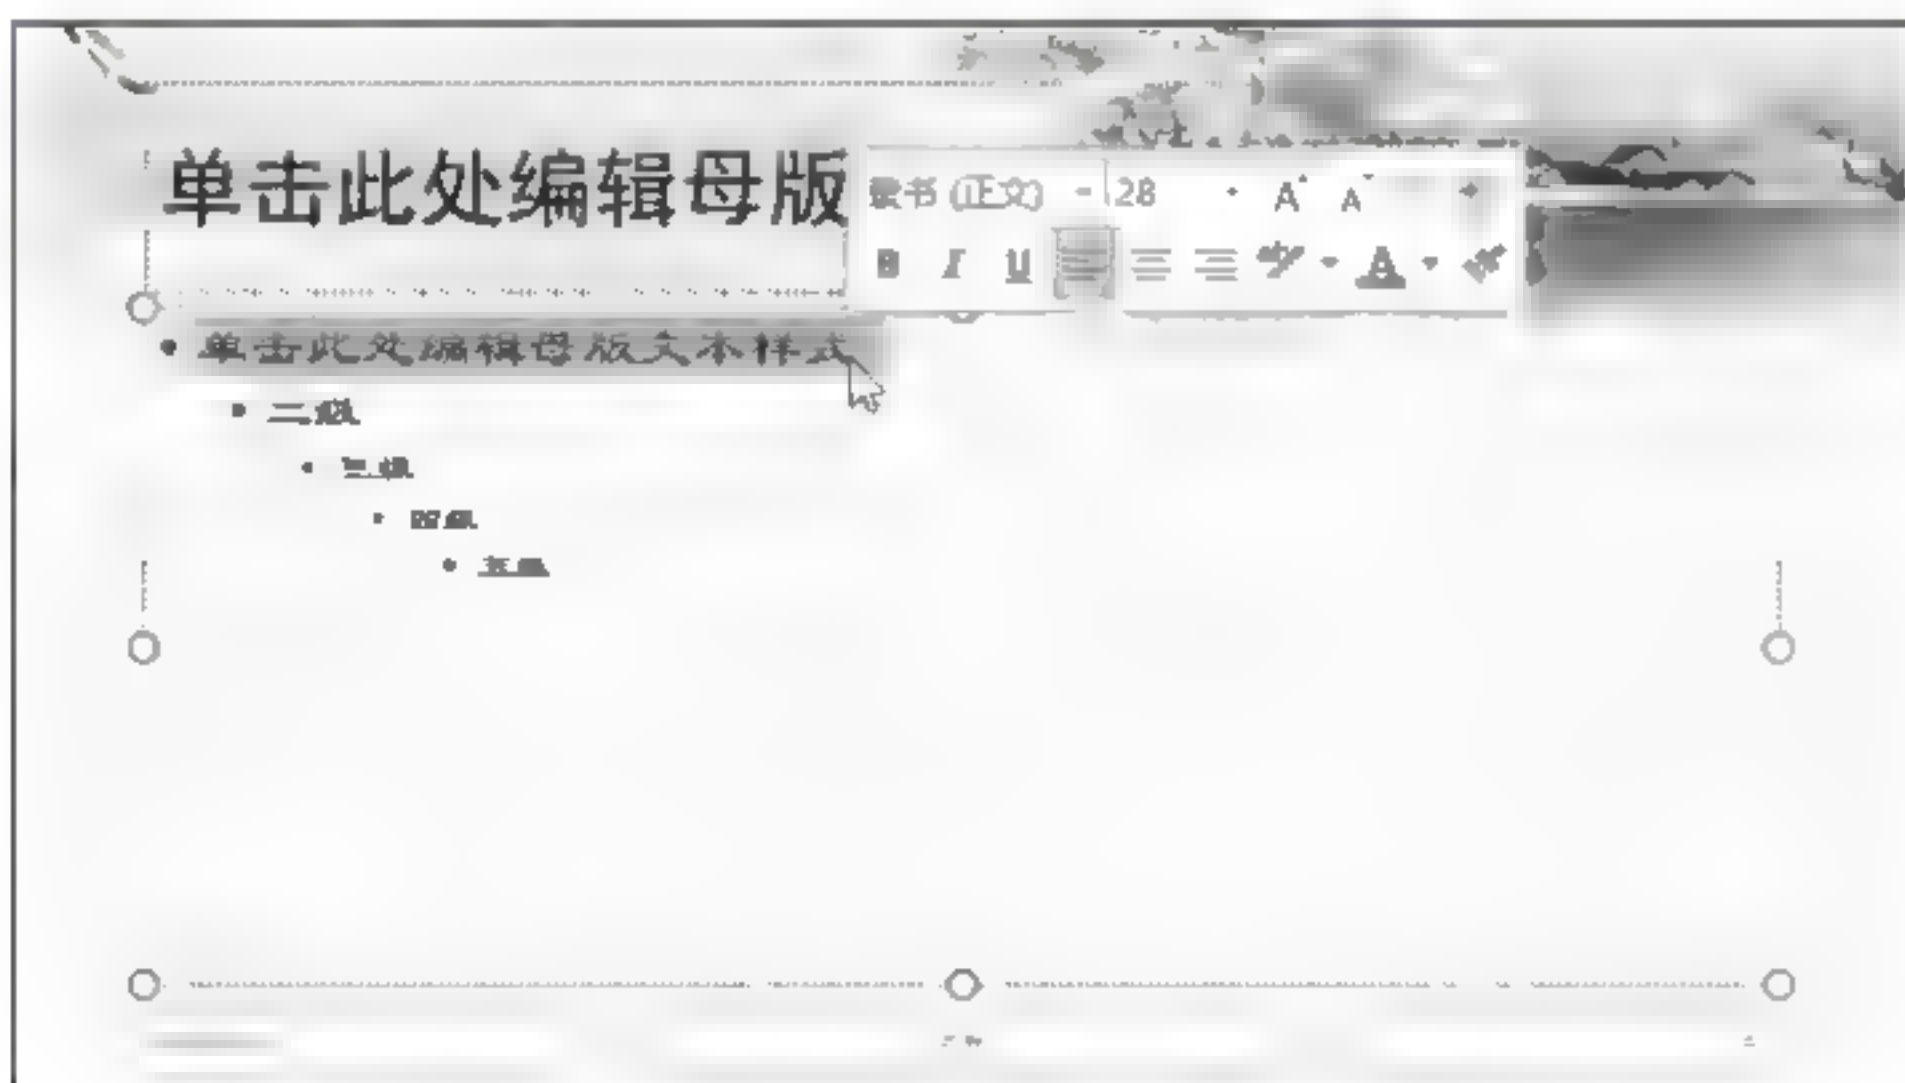 单击此处编辑母版
书 (正文) 28 A A
B I U A
单击此处编辑母版文本样式
二级
三级
四级
五级